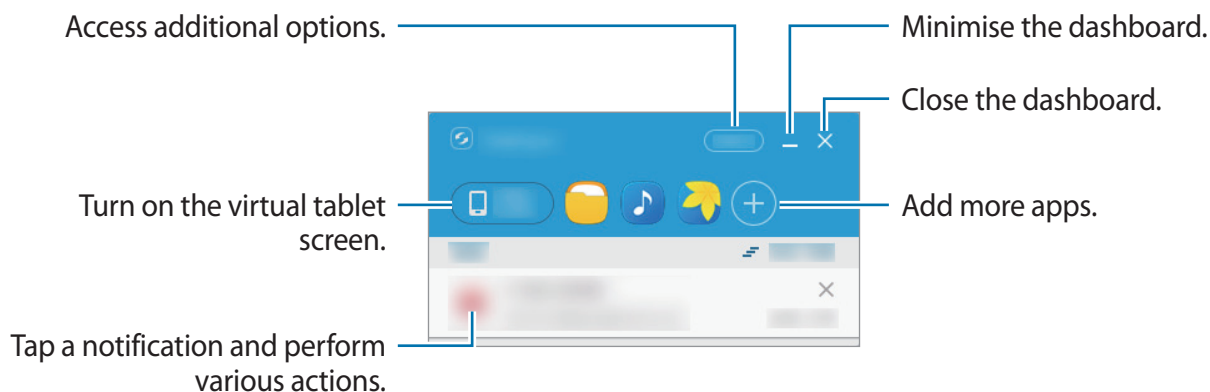 Access additional options.
Minimise the dashboard.
Close the dashboard.
Turn on the virtual tablet
screen.
Add more apps.
Tap a notification and perform
various actions.